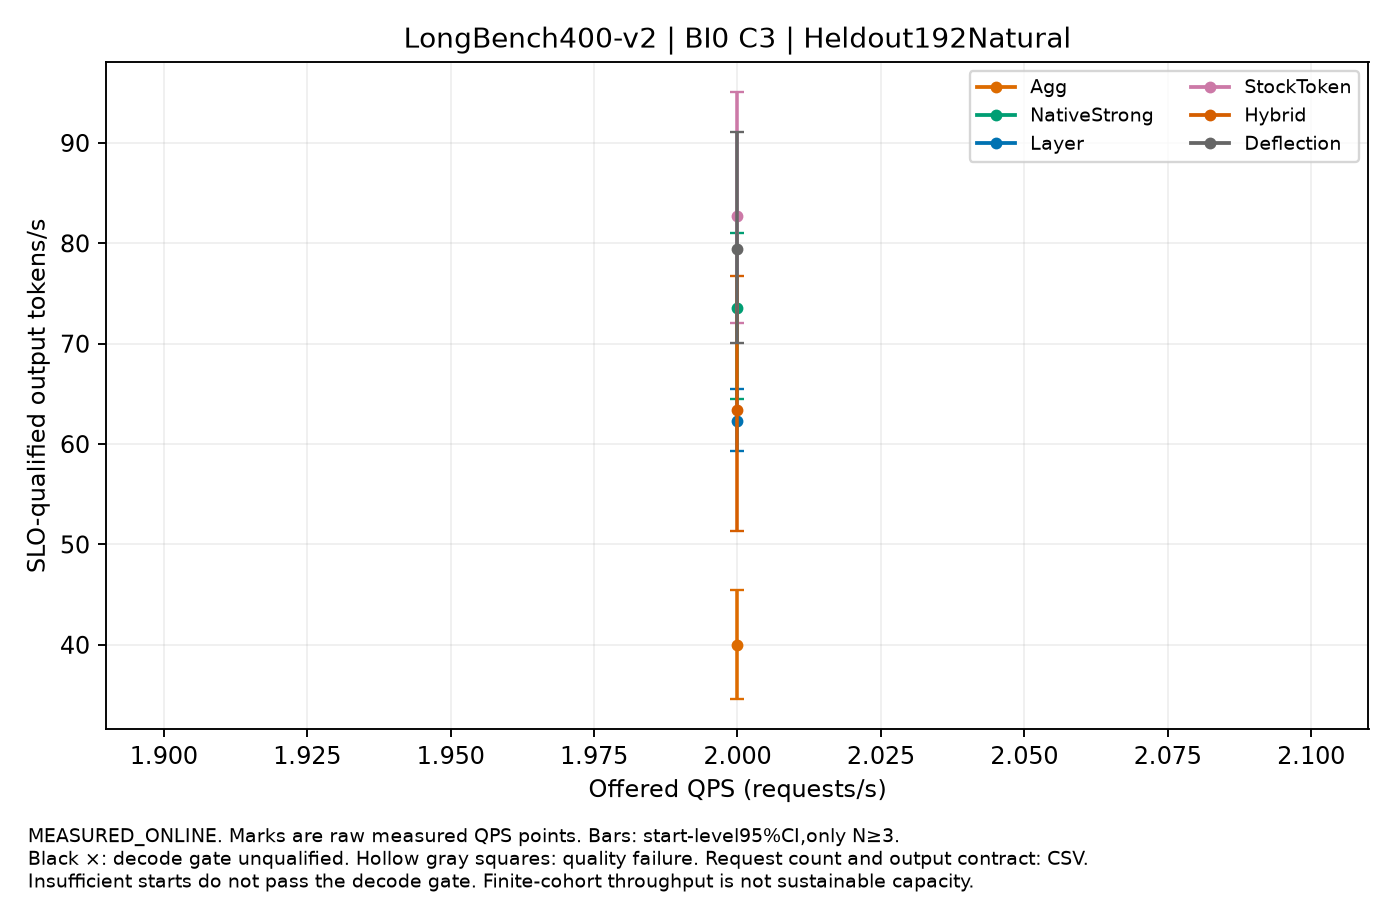 LongBench400-v2 | BI0 C3 | Heldout192Natural
Agg
NativeStrong
Layer
StockToken
Hybrid
Deflection
SLO-qualified output tokens/s
90
80
70
60
50
40
1.900
1.925
1.950
1.975
2.000
2.025
2.050
2.075
2.100
Offered QPS (requests/s)
MEASURED_ONLINE. Marks are raw measured QPS points. Bars: start-level95%CI,only N≥3.
Black ×: decode gate unqualified. Hollow gray squares: quality failure. Request count and output contract: CSV.
Insufficient starts do not pass the decode gate. Finite-cohort throughput is not sustainable capacity.